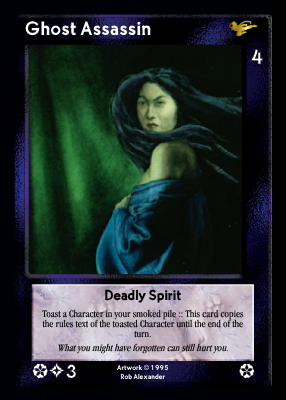 Ghost Assassin
4
Deadly Spirit
Toast a Character in your smoked pile :: This card copies
the rules text of the toasted Character until the end of the
turn.
What you might have forgotten can still hurt you.
3
Artwork © 1995
Rob Alexander